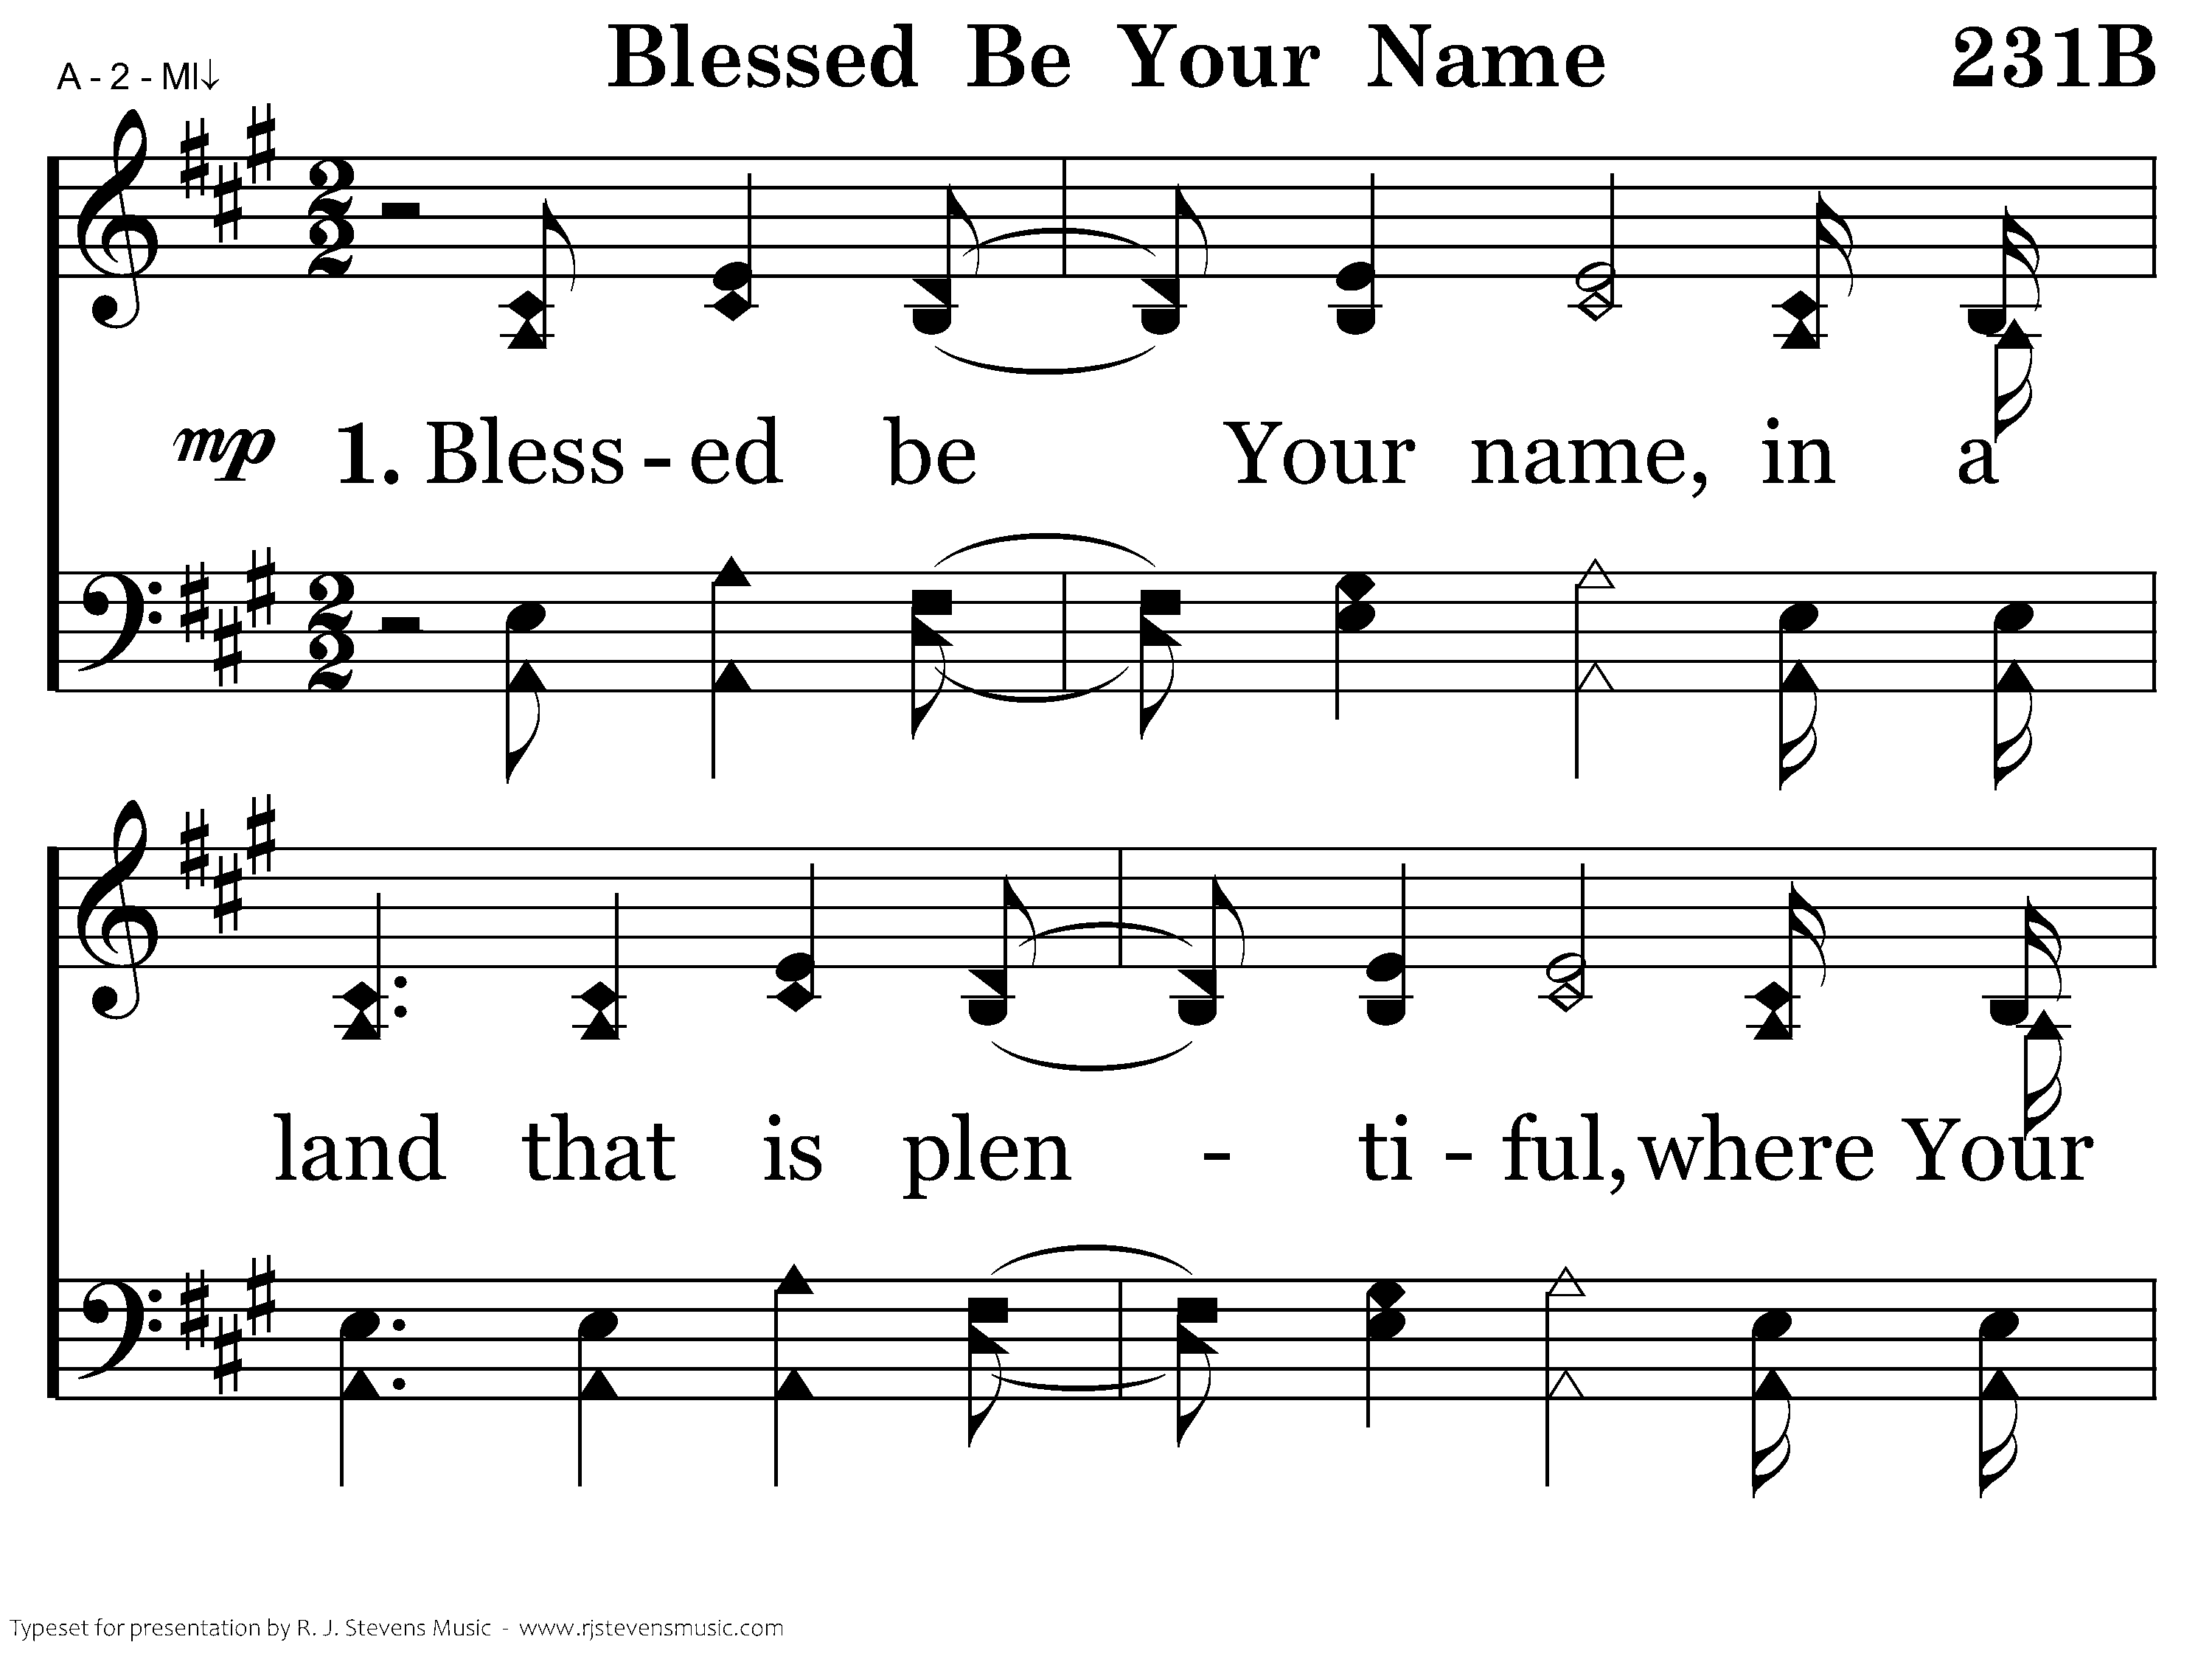 Blessed Be Your Name 231B
A - 2 - MI↓
mp 1. Bless - ed be Your name, in a
land that is plen - ti - ful, where Your
Typeset for presentation by R. J. Stevens Music - www.rjstevensmusic.com